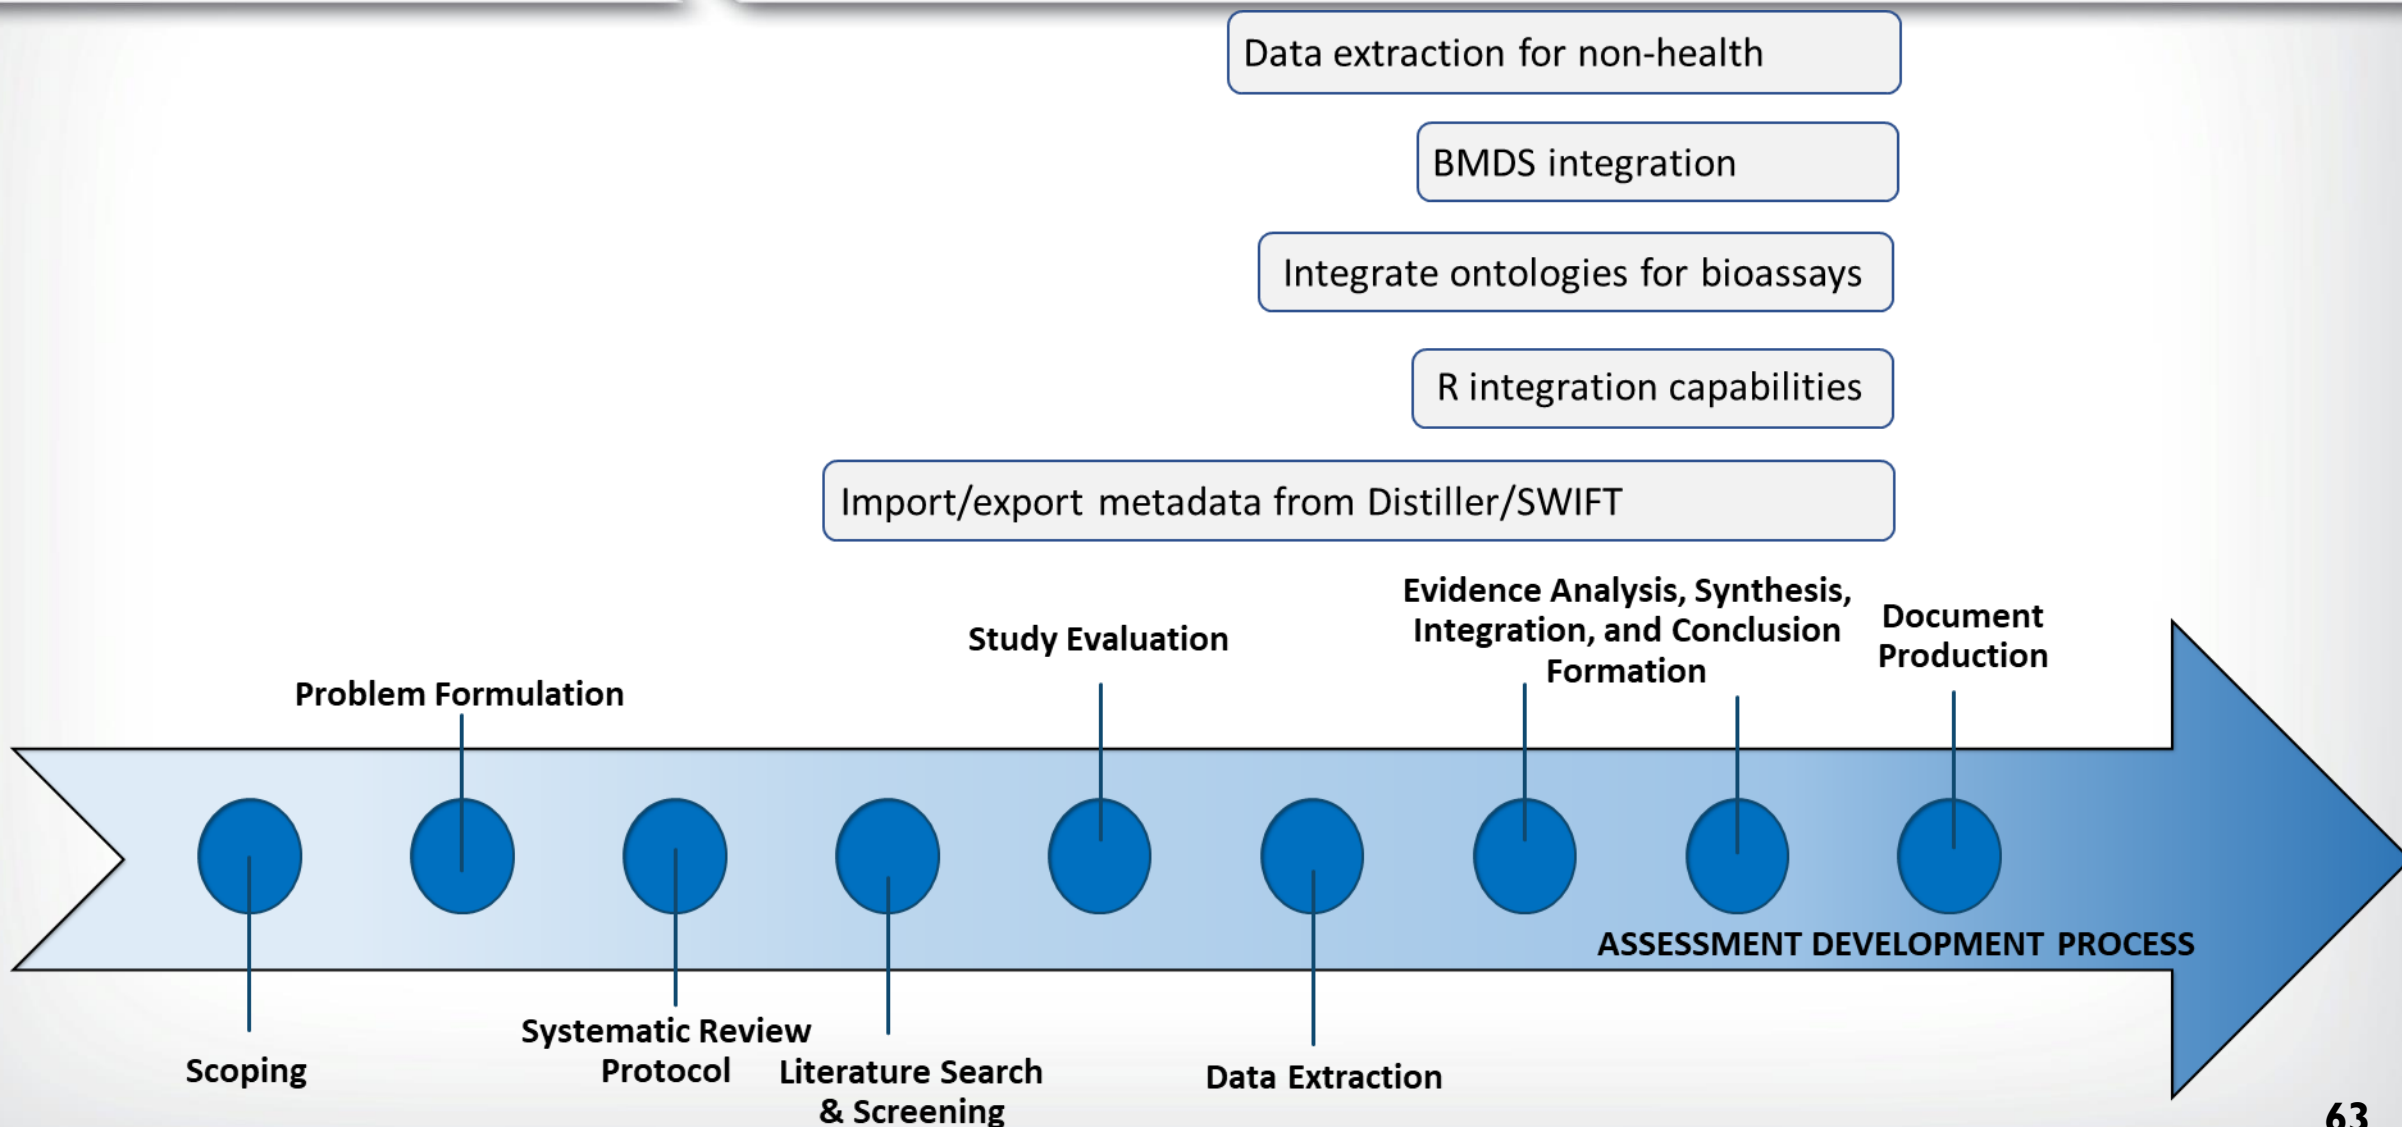 Data extraction for non-health
BMDS integration
Integrate ontologies for bioassays
R integration capabilities
Import/export metadata from Distiller/SWIFT
Evidence Analysis, Synthesis,
Integration, and Conclusion
Formation
Document
Production
Study Evaluation
Problem Formulation
ASSESSMENT DEVELOPMENT PROCESS
Scoping
Systematic Review
Protocol
Literature Search
& Screening
Data Extraction
63